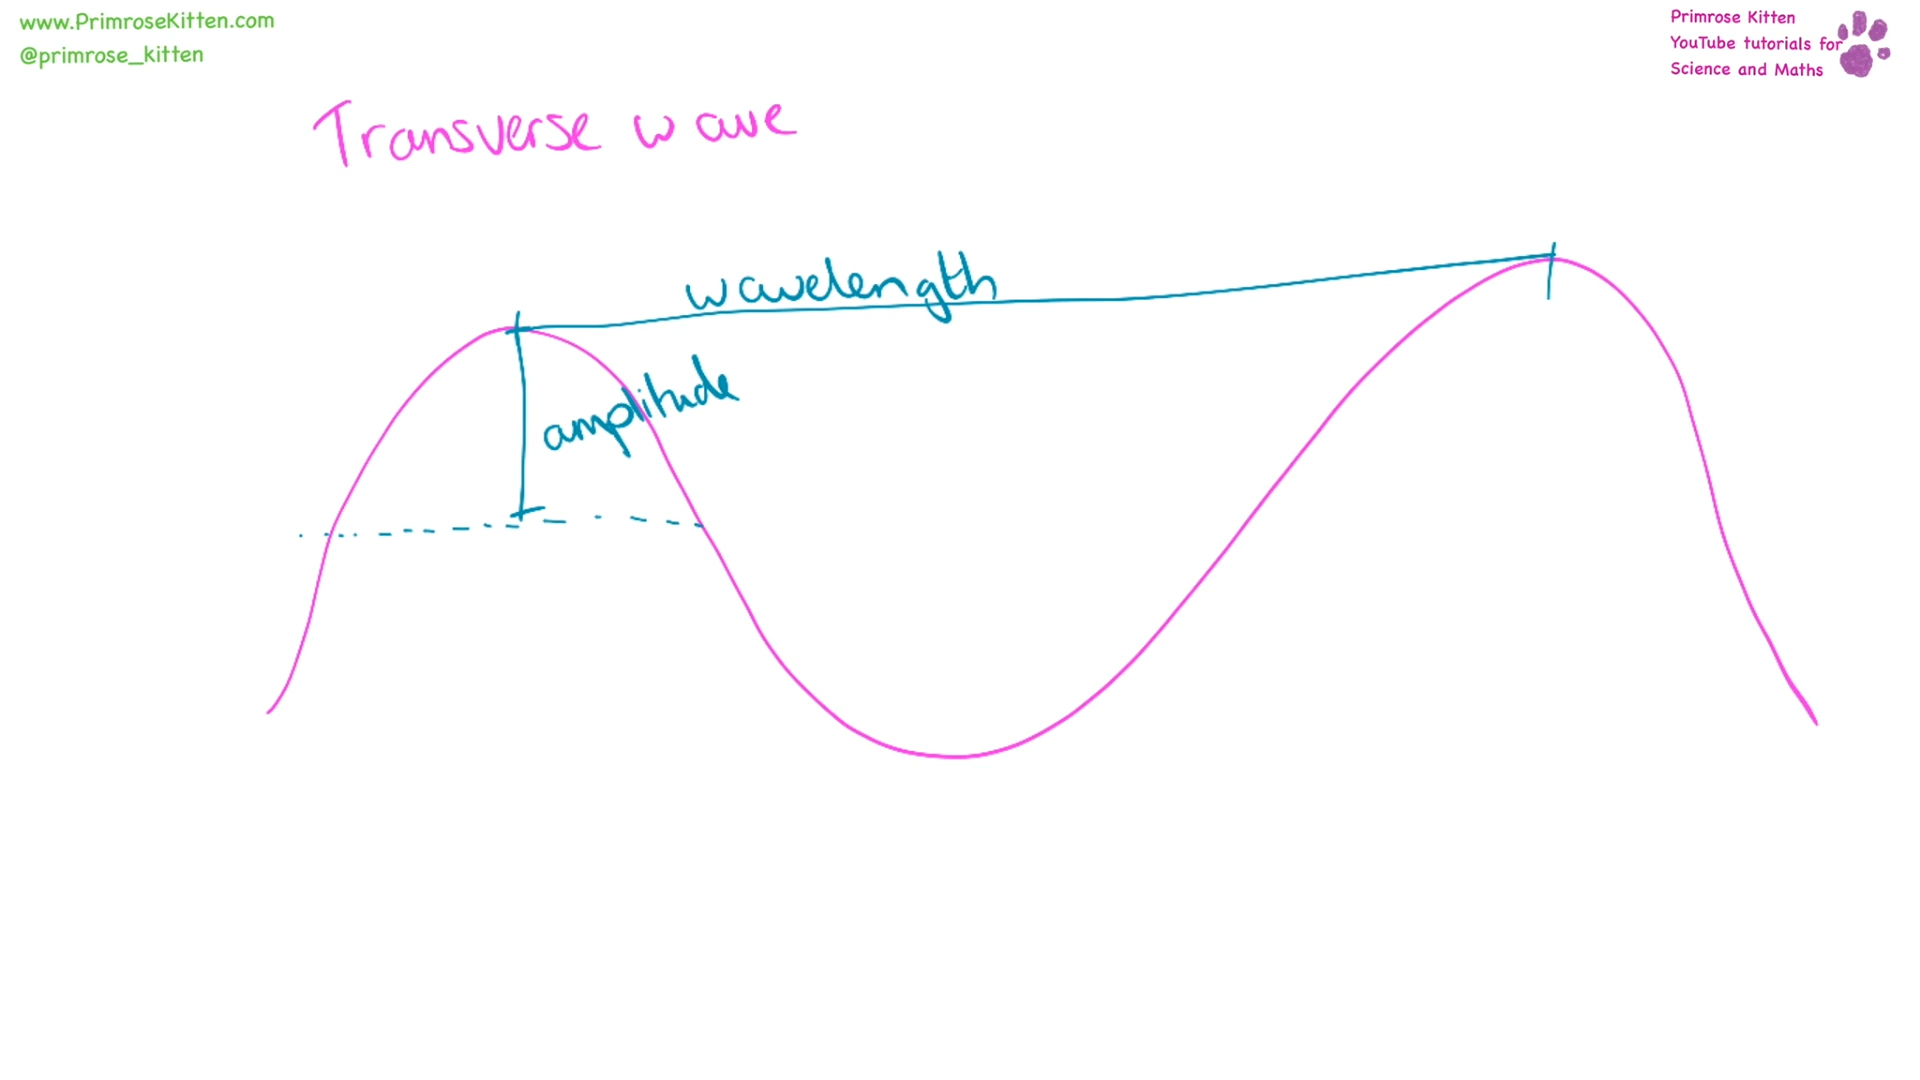 www.PrimroseKitten.com
@primrose_kitten
Primrose Kitten
YouTube tutorials for
Science and Maths
Transverse wave
wavelength
amplitude